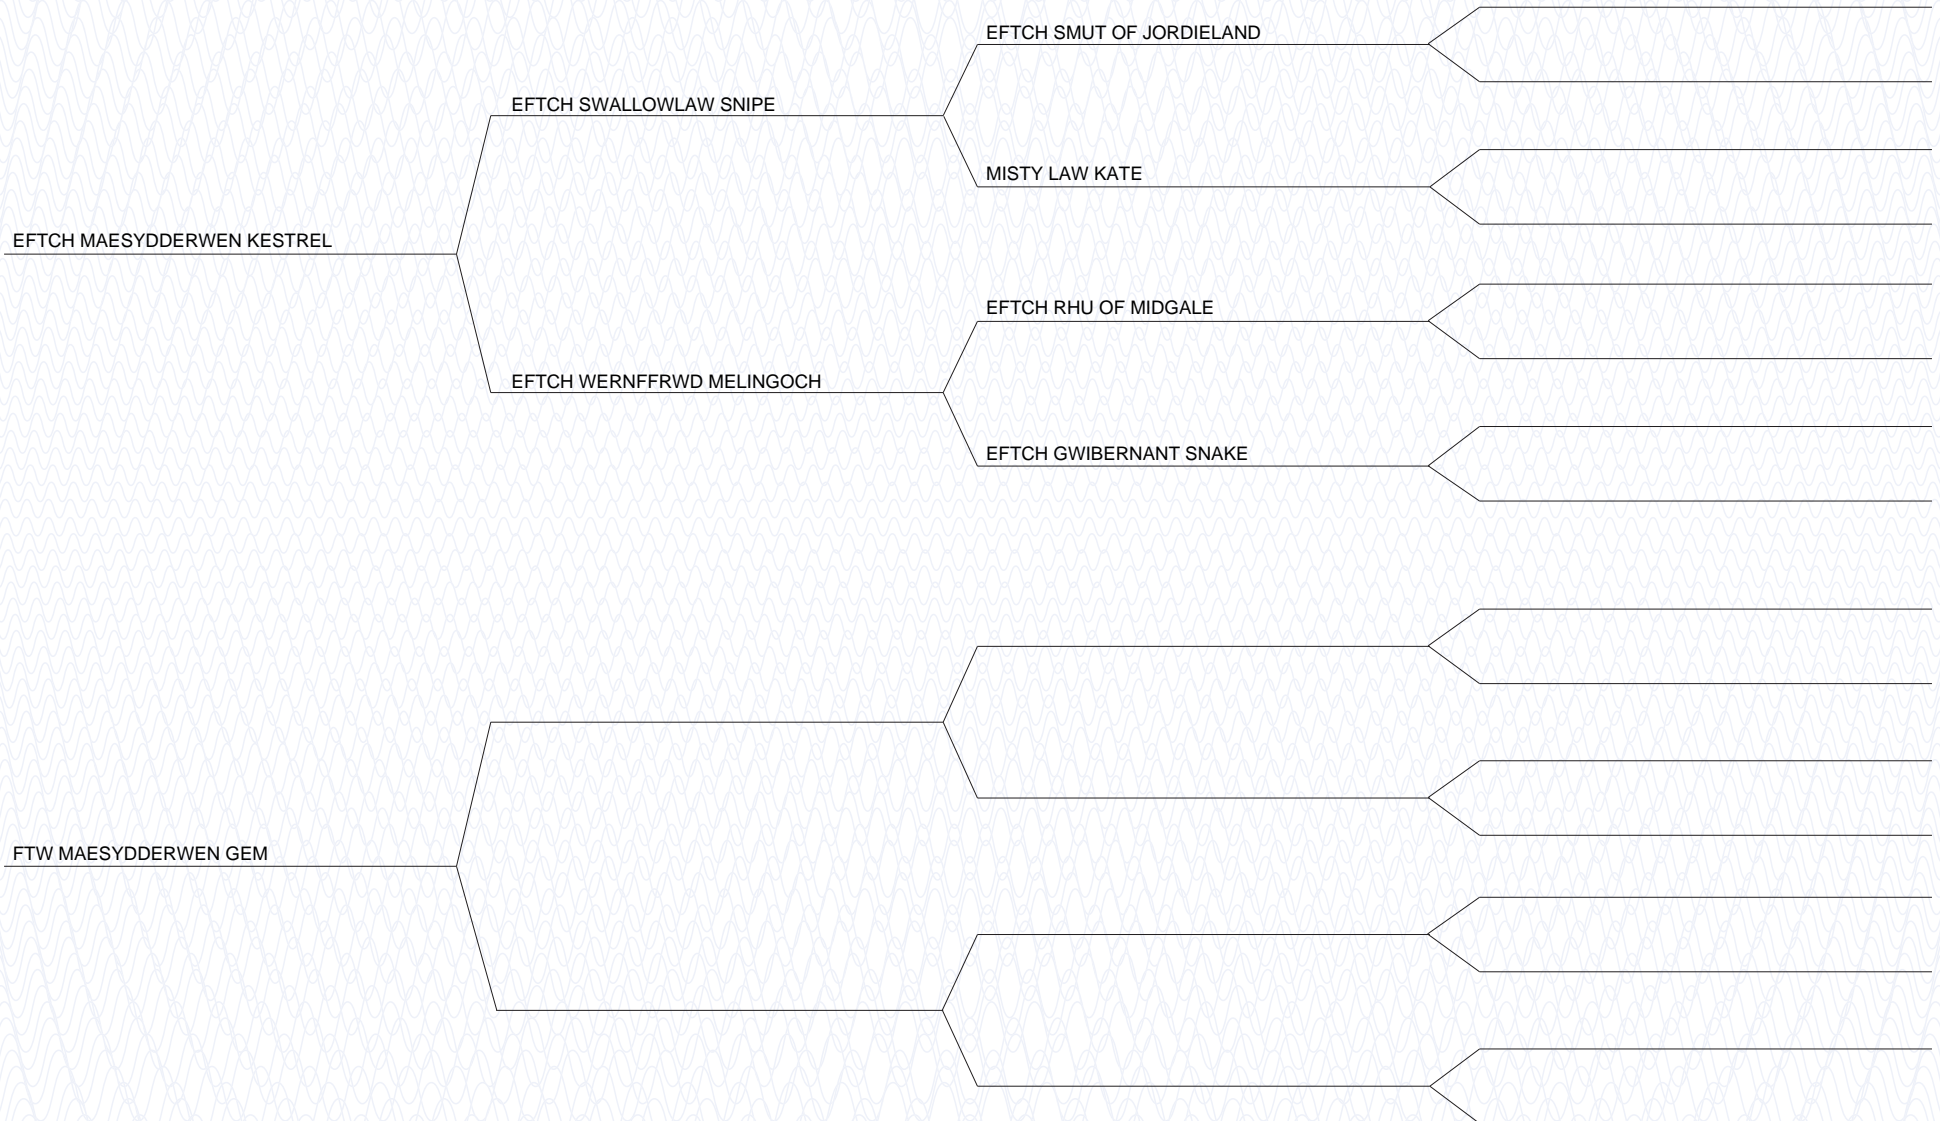 EFTCH SMUT OF JORDIELAND
EFTCH SWALLOWLAW SNIPE
MISTY LAW KATE
EFTCH MAESYDDERWEN KESTREL
EFTCH RHU OF MIDGALE
EFTCH WERNFFRWD MELINGOCH
EFTCH GWIBERNANT SNAKE
FTW MAESYDDERWEN GEM